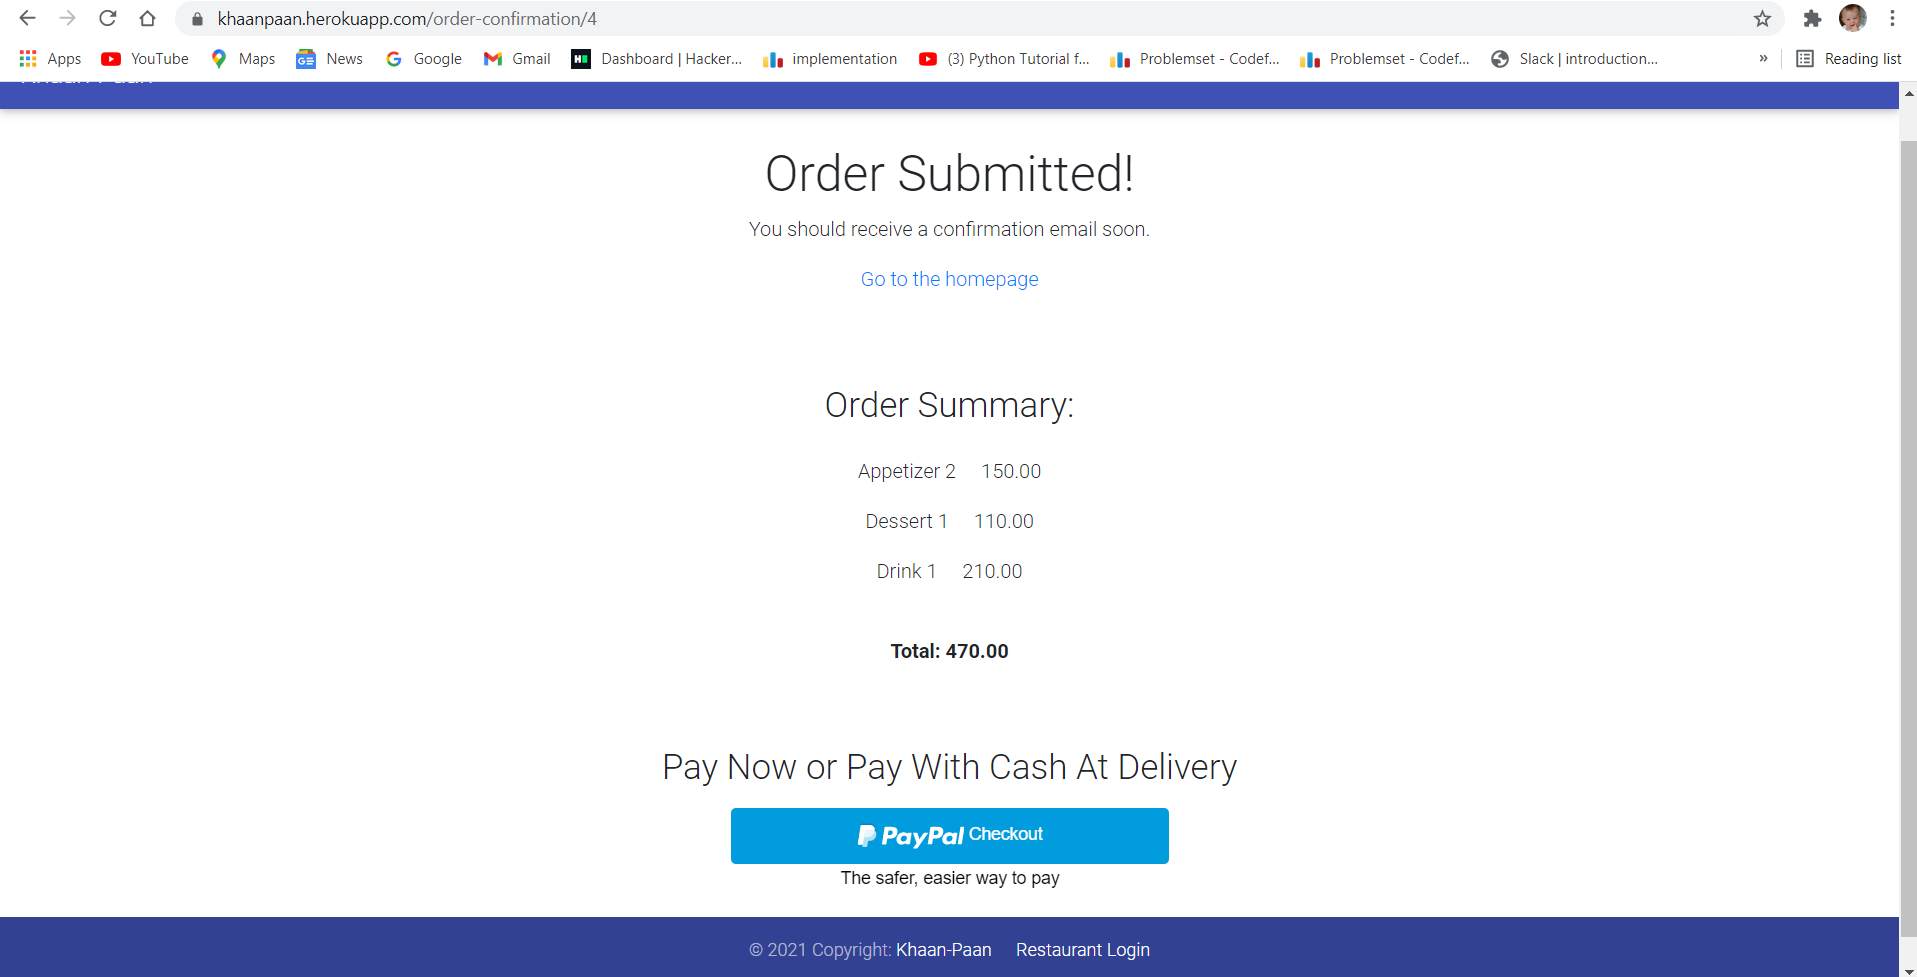 khaanpaan.herokuapp.com/order-confirmation/4
Apps YouTube Maps News Google Gmail Dashboard | Hacker... implementation (3) Python Tutorial f... Problemset - Codef... Problemset - Codef... Slack | introduction... » Reading list
Order Submitted!
You should receive a confirmation email soon.
Go to the homepage
Order Summary:
Appetizer 2 150.00
Dessert 1 110.00
Drink 1 210.00
Total: 470.00
Pay Now or Pay With Cash At Delivery
PayPal Checkout
The safer, easier way to pay
© 2021 Copyright: Khaan-Paan Restaurant Login